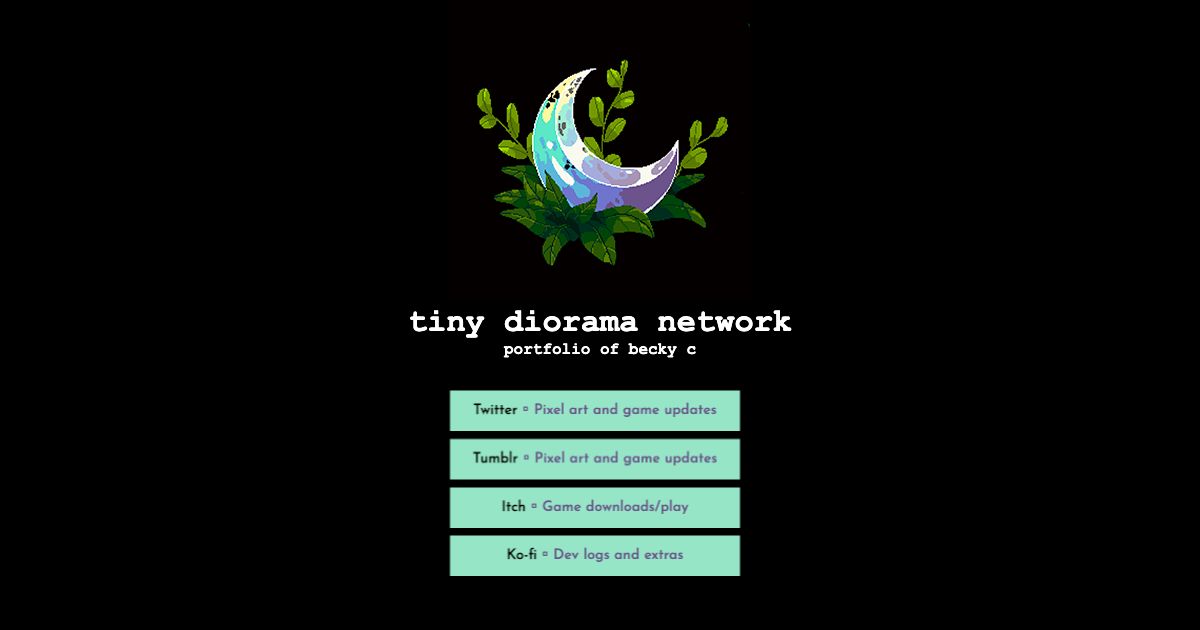 tiny diorama network
portfolio of becky c
Twitter ▫ Pixel art and game updates
Tumblr ▫ Pixel art and game updates
Itch ▫ Game downloads/play
Ko-fi ▫ Dev logs and extras